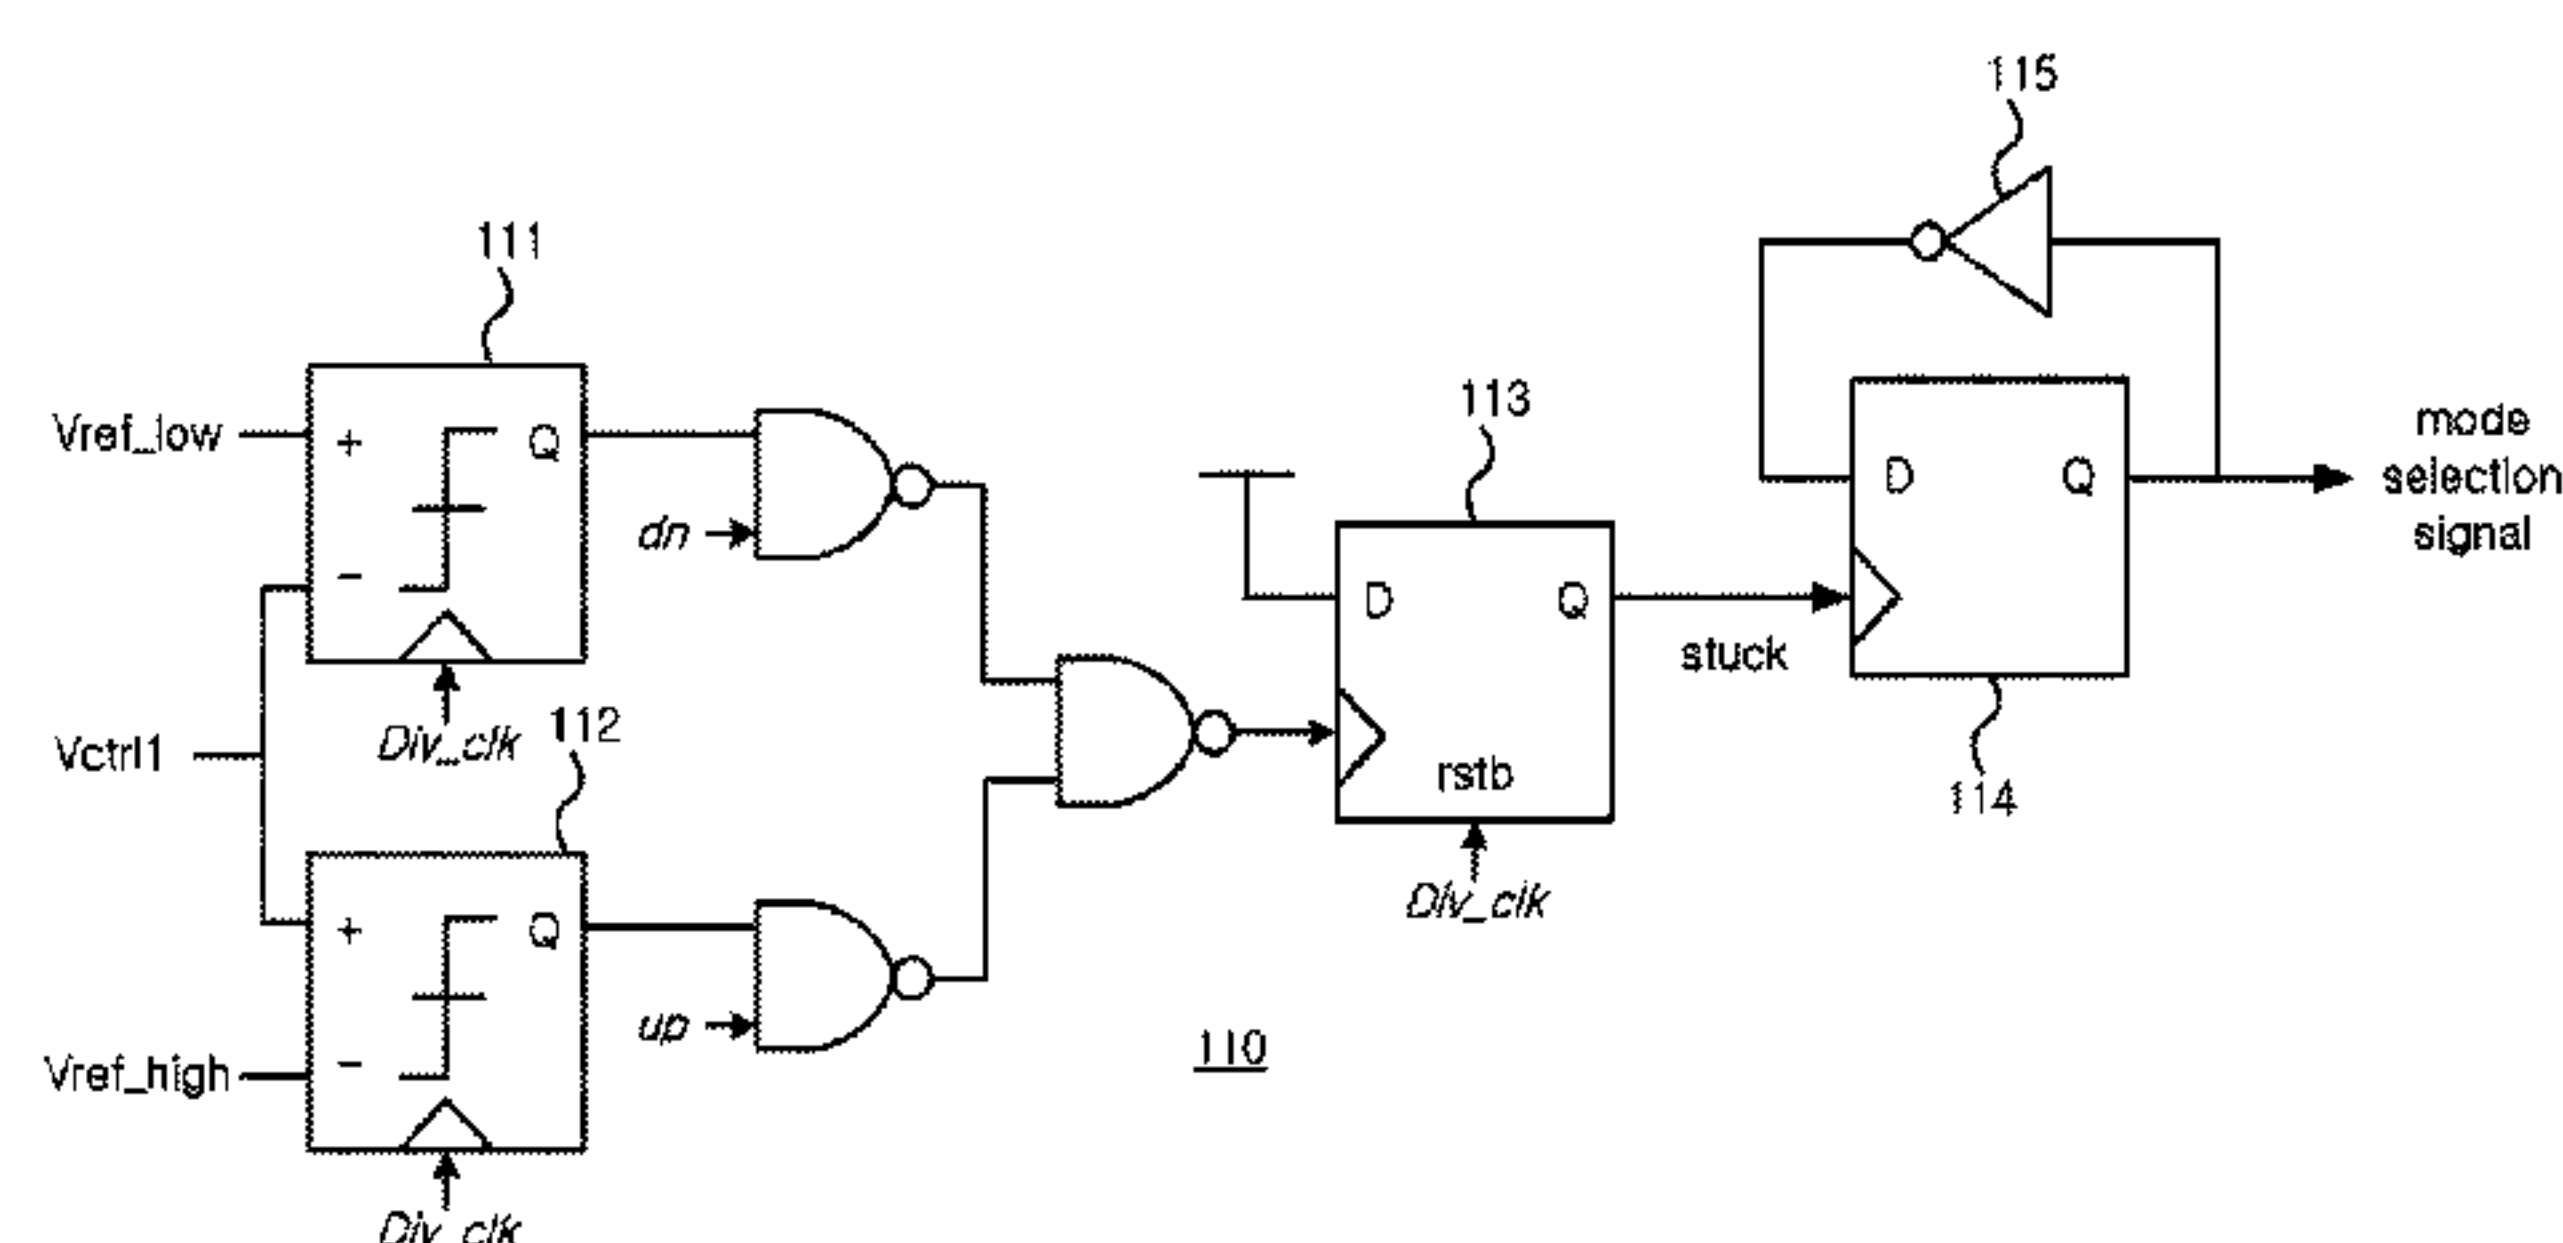 115
111
113
Vref_low
+
Q
dn
−
Div_clk
Vctrl1
112
+
Q
up
−
Vref_high
Div_clk
D
Q
rstb
Div_clk
stuck
D
Q
114
mode
selection
signal
110